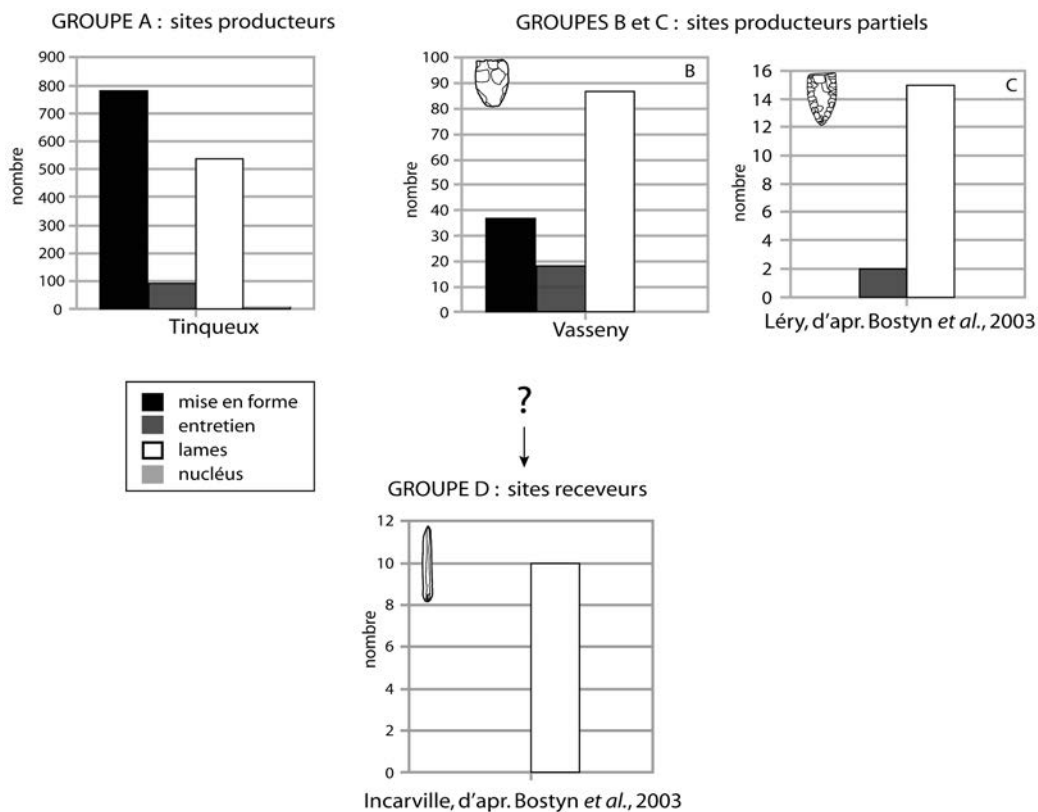 GROUPE A : sites producteurs
900
800
700
600
500
400
300
200
100
0
nombre
Tinqueux
GROUPES B et C : sites producteurs partiels
100
90
80
70
60
50
40
30
20
10
0
nombre
B
Vasseny
16
14
12
10
8
6
4
2
0
nombre
C
Léry, d'apr. Bostyn et al., 2003
mise en forme
entretien
lames
nucléus
?
GROUPE D : sites receveurs
12
10
8
6
4
2
0
nombre
Incarville, d'apr. Bostyn et al., 2003